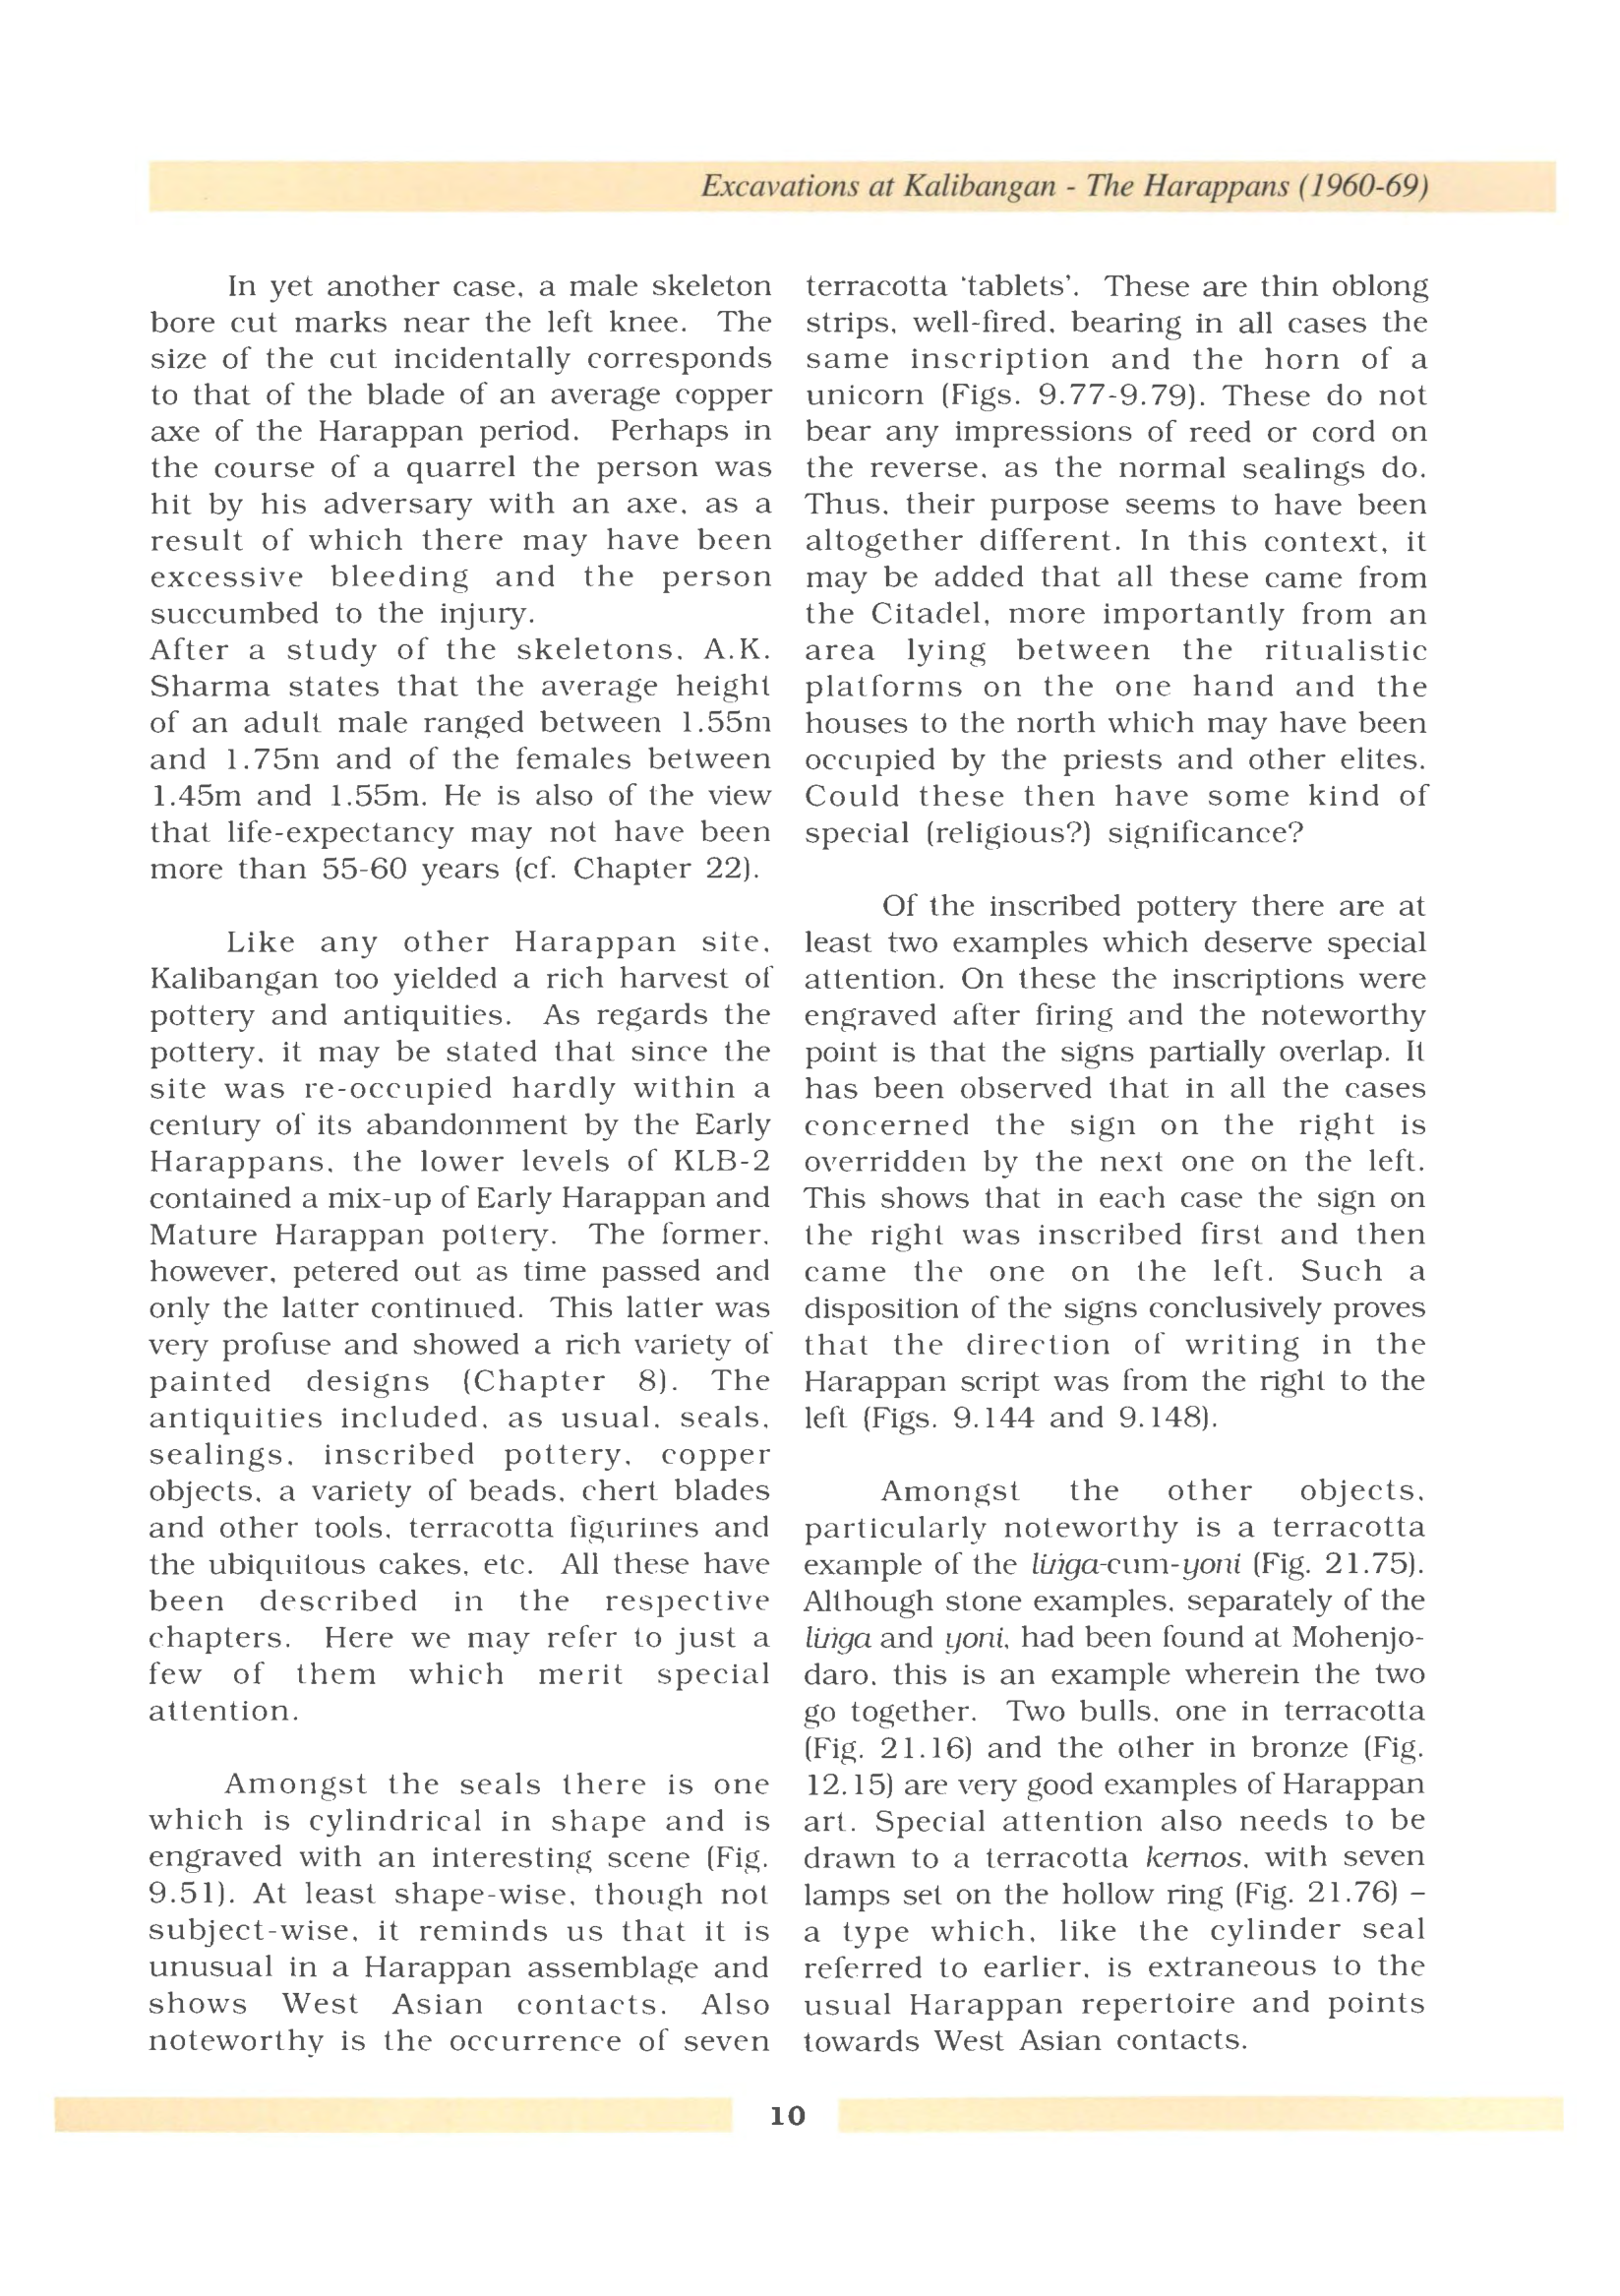 Excavations at Kalibangan - The Harappans (1960-69)
In yet another case, a male skeleton
bore cut marks near the left knee. The
size of the cut incidentally corresponds
to that of the blade of an average copper
axe of the Harappan period. Perhaps in
the course of a quarrel the person was
hit by his adversary with an axe, as a
result of which there may have been
excessive bleeding and the person
succumbed to the injury.
After a study of the skeletons, A.K.
Sharma states that the average height
of an adult male ranged between 1.55m
and 1.75m and of the females between
1.45m and 1.55m. He is also of the view
that life-expectancy may not have been
more than 55-60 years (cf. Chapter 22).
Like any other Harappan site,
Kalibangan too yielded a rich harvest of
pottery and antiquities. As regards the
pottery, it may be stated that since the
site was re-occupied hardly within a
century of its abandonment by the Early
Harappans, the lower levels of KLB-2
contained a mix-up of Early Harappan and
Mature Harappan pottery. The former,
however, petered out as time passed and
only the latter continued. This latter was
very profuse and showed a rich variety of
painted designs (Chapter 8). The
antiquities included, as usual, seals,
sealings, inscribed pottery, copper
objects, a variety of beads, chert blades
and other tools, terracotta figurines and
the ubiquitous cakes, etc. All these have
been described in the respective
chapters. Here we may refer to just a
few of them which merit special
attention.
Amongst the seals there is one
which is cylindrical in shape and is
engraved with an interesting scene (Fig.
9.51). At least shape-wise, though not
subject-wise, it reminds us that it is
unusual in a Harappan assemblage and
shows West Asian contacts. Also
noteworthy is the occurrence of seven
terracotta ‘tablets’. These are thin oblong
strips, well-fired, bearing in all cases the
same inscription and the horn of a
unicorn (Figs. 9.77-9.79). These do not
bear any impressions of reed or cord on
the reverse, as the normal sealings do.
Thus, their purpose seems to have been
altogether different. In this context, it
may be added that all these came from
the Citadel, more importantly from an
area lying between the ritualistic
platforms on the one hand and the
houses to the north which may have been
occupied by the priests and other elites.
Could these then have some kind of
special (religious?) significance?
Of the inscribed pottery there are at
least two examples which deserve special
attention. On these the inscriptions were
engraved after firing and the noteworthy
point is that the signs partially overlap. It
has been observed that in all the cases
concerned the sign on the right is
overridden by the next one on the left.
This shows that in each case the sign on
the right was inscribed first and then
came the one on the left. Such a
disposition of the signs conclusively proves
that the direction of writing in the
Harappan script was from the right to the
left (Figs. 9.144 and 9.148).
Amongst the other objects,
particularly noteworthy is a terracotta
example of the liṅga-cum-yoni (Fig. 21.75).
Although stone examples, separately of the
liṅga and yoni, had been found at Mohenjo-
daro, this is an example wherein the two
go together. Two bulls, one in terracotta
(Fig. 21.16) and the other in bronze (Fig.
12.15) are very good examples of Harappan
art. Special attention also needs to be
drawn to a terracotta kernos, with seven
lamps set on the hollow ring (Fig. 21.76) –
a type which, like the cylinder seal
referred to earlier, is extraneous to the
usual Harappan repertoire and points
towards West Asian contacts.
10